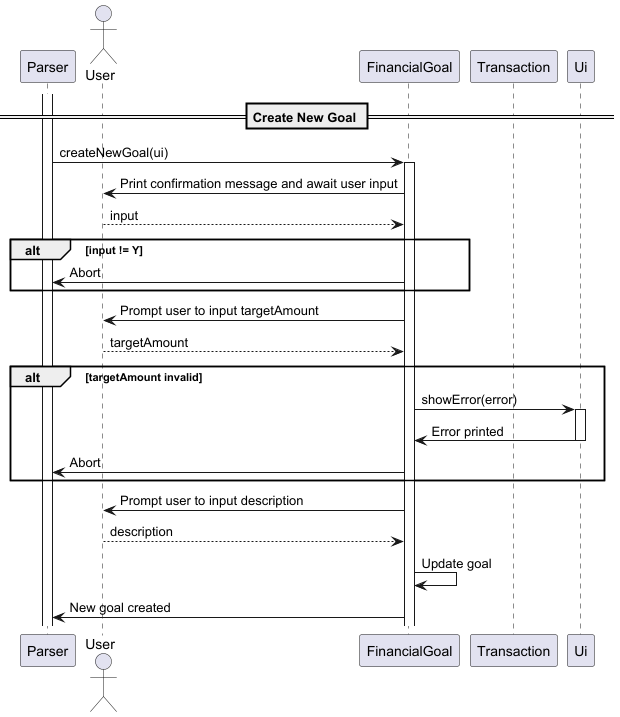 Parser
User
FinancialGoal
Transaction
Ui
Create New Goal
createNewGoal(ui)
Print confirmation message and await user input
input
alt
[input != Y]
Abort
Prompt user to input targetAmount
targetAmount
alt
[targetAmount invalid]
showError(error)
Error printed
Abort
Prompt user to input description
description
Update goal
New goal created
Parser
User
FinancialGoal
Transaction
Ui